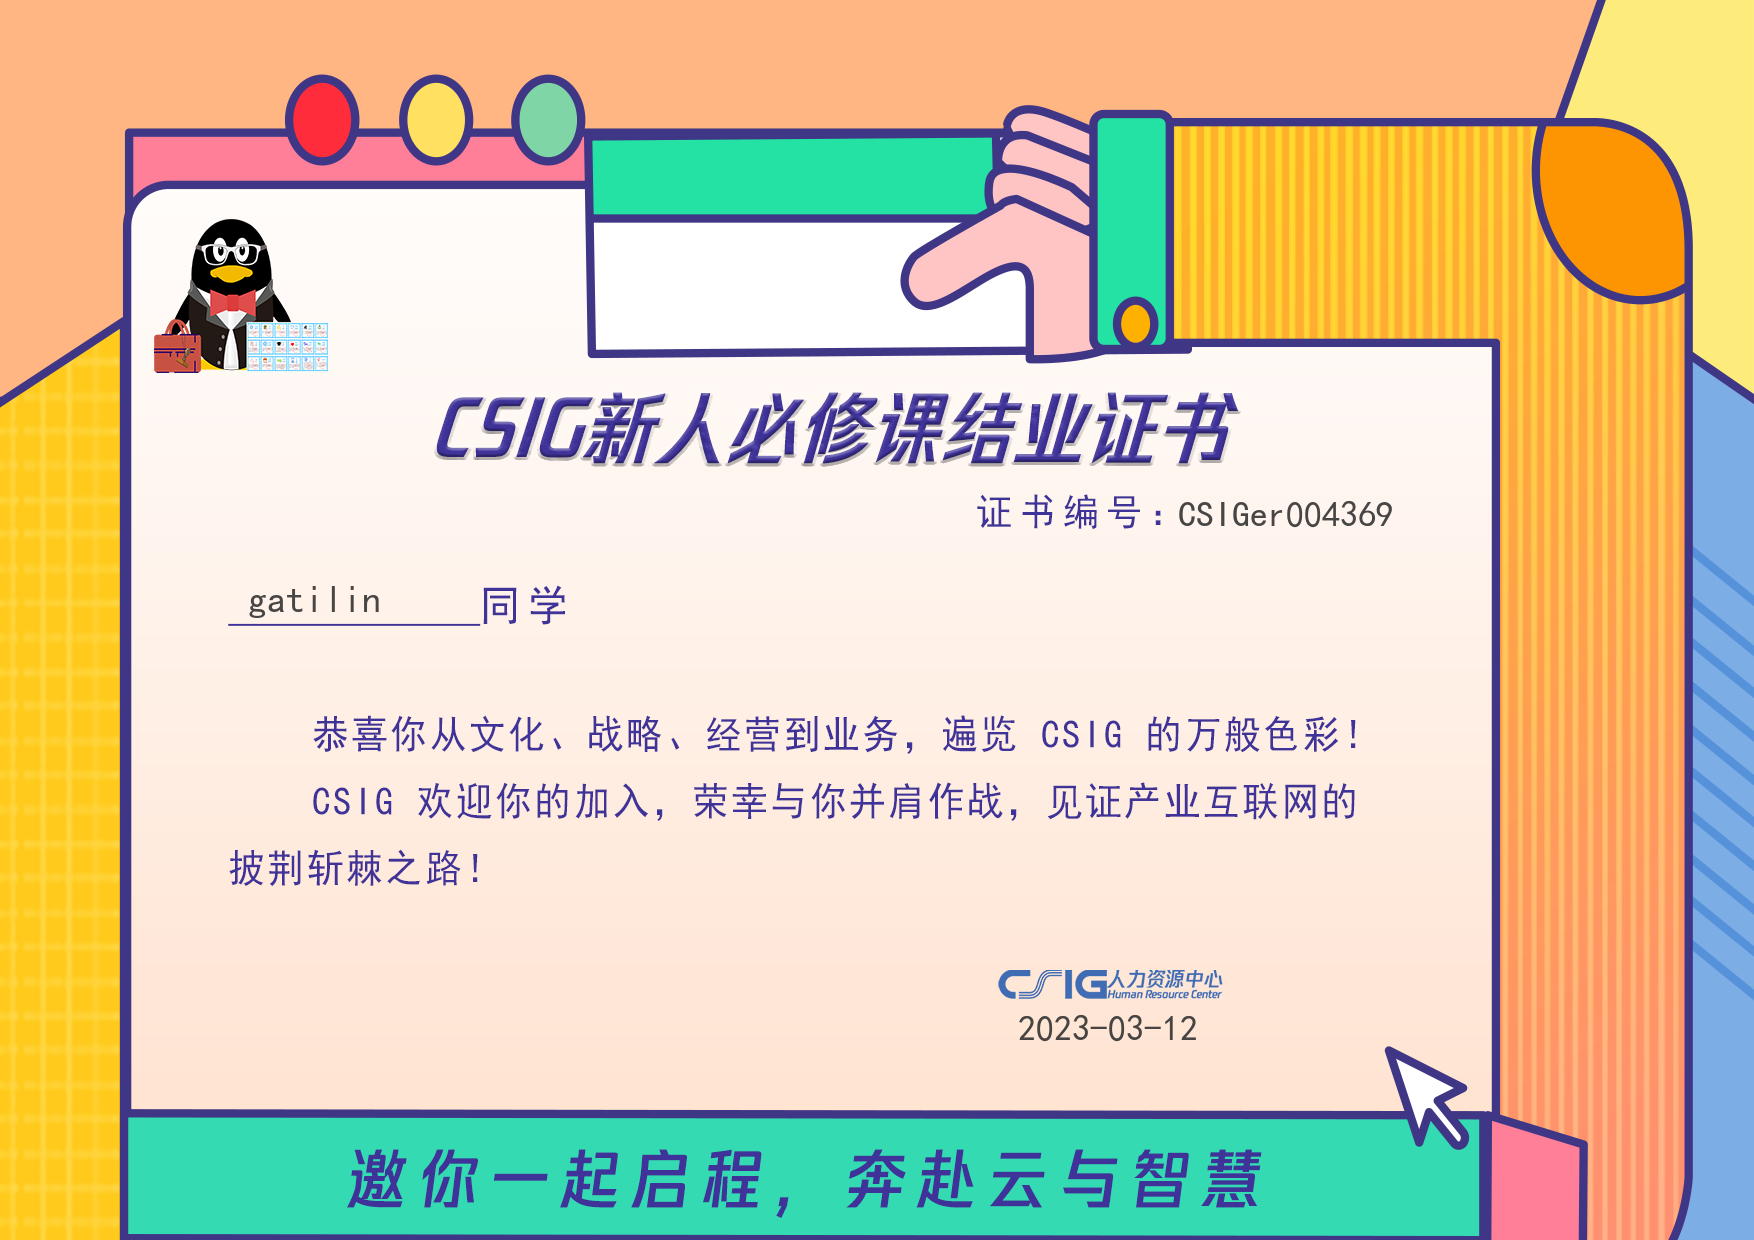 CSIG新人必修课结业证书
证书编号：CSIGer004369
gatilin 同学
恭喜你从文化、战略、经营到业务，遍览 CSIG 的万般色彩！
CSIG 欢迎你的加入，荣幸与你并肩作战，见证产业互联网的
披荆斩棘之路！
CSIG人力资源中心
Human Resource Center
2023-03-12
邀你一起启程，奔赴云与智慧